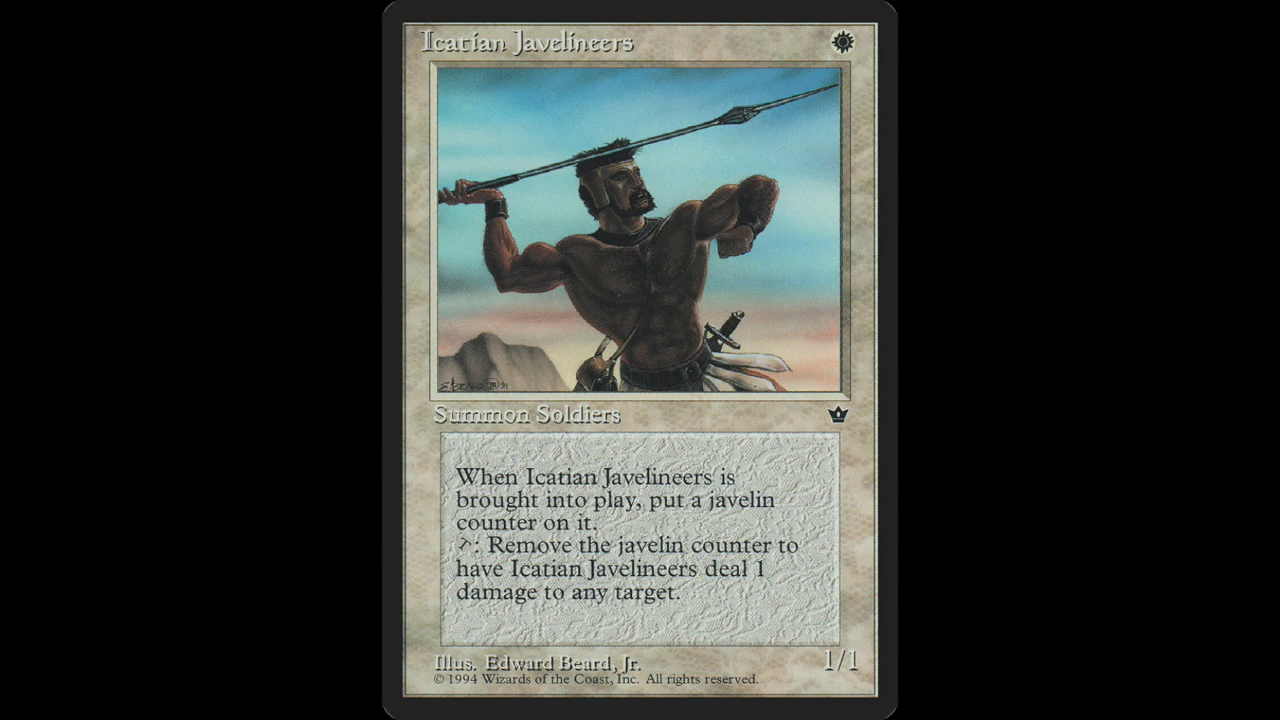 Icatian Javelineers
Summon Soldiers
When Icatian Javelineers is
brought into play, put a javelin
counter on it.
: Remove the javelin counter to
have Icatian Javelineers deal 1
damage to any target.
Illus. Edward Beard, Jr.
1/1
© 1994 Wizards of the Coast, Inc. All rights reserved.